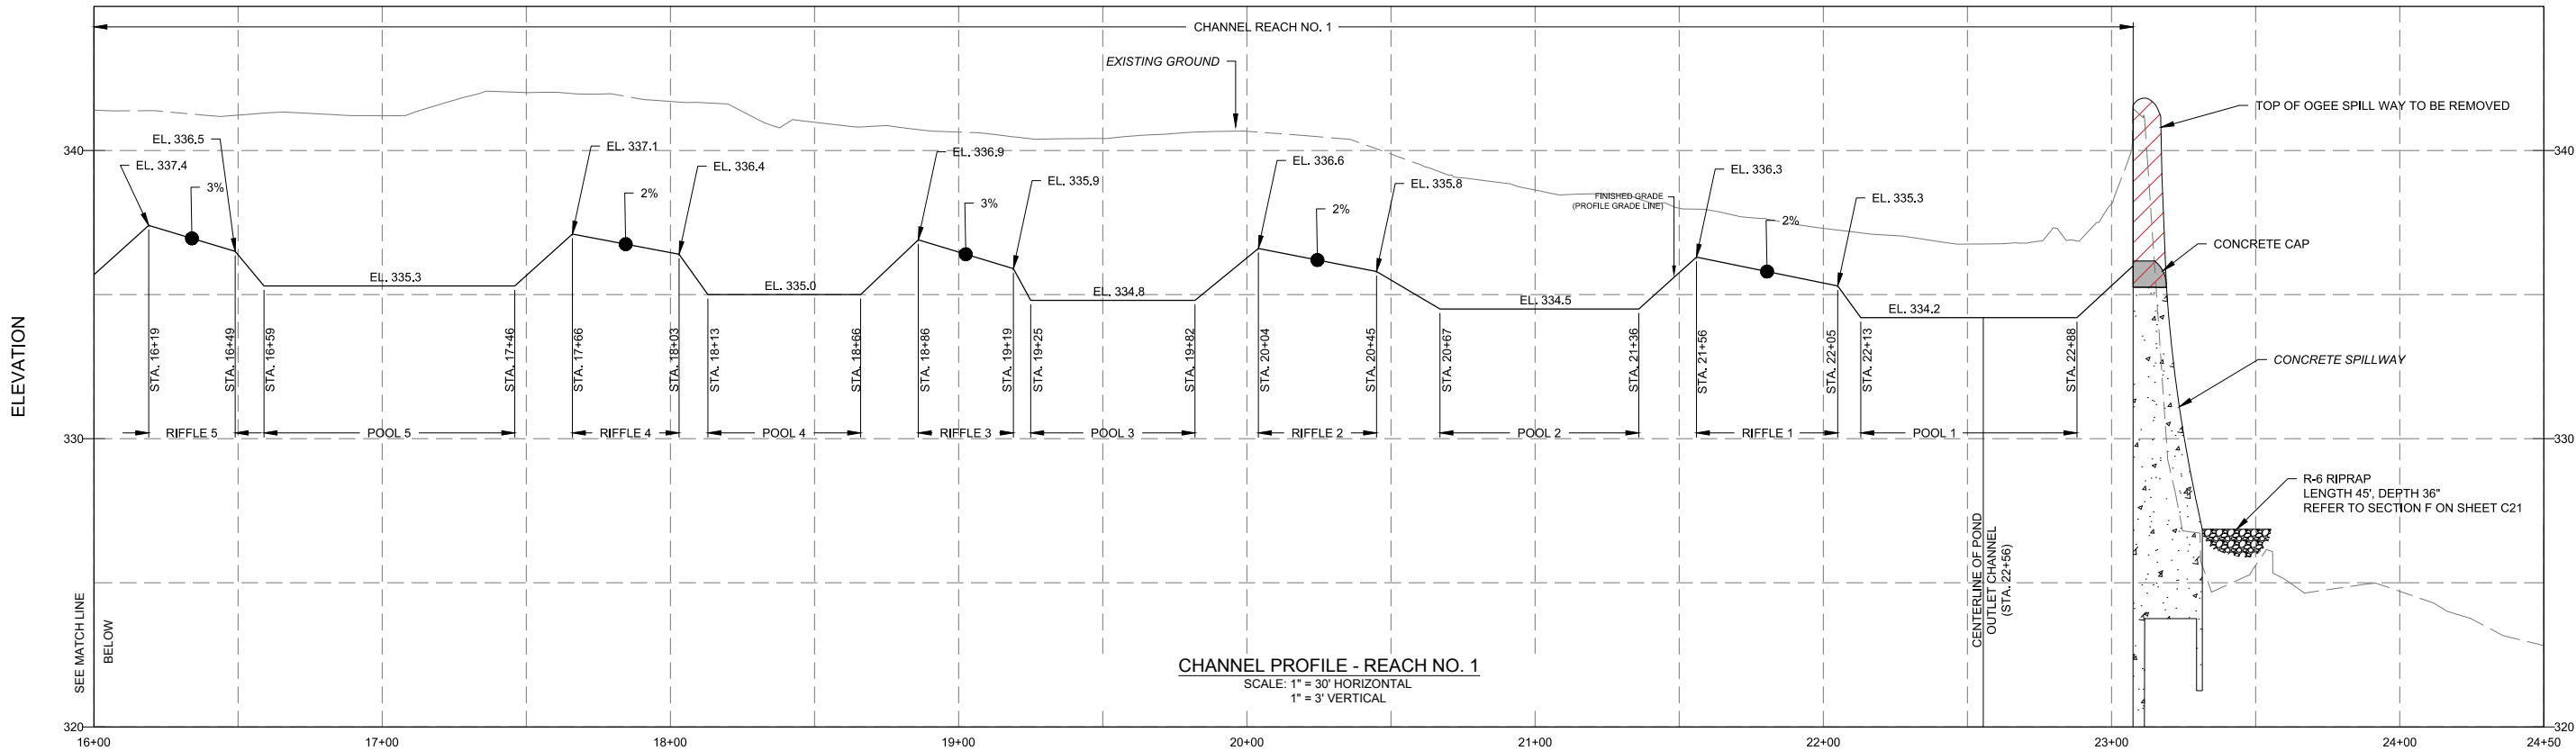 CHANNEL REACH NO. 1
EXISTING GROUND
TOP OF OGEE SPILL WAY TO BE REMOVED
EL. 336.5
EL. 337.4
3%
EL. 337.1
2%
EL. 336.4
EL. 336.9
3%
EL. 335.9
EL. 336.6
2%
EL. 335.8
FINISHED GRADE
(PROFILE GRADE LINE)
EL. 336.3
2%
EL. 335.3
CONCRETE CAP
340
340
EL. 335.3
EL. 335.0
EL. 334.8
EL. 334.5
EL. 334.2
ELEVATION
STA. 16+19
STA. 16+49
STA. 16+59
STA. 17+46
STA. 17+66
STA. 18+03
STA. 18+13
STA. 18+66
STA. 18+86
STA. 19+19
STA. 19+25
STA. 19+82
STA. 20+04
STA. 20+45
STA. 20+67
STA. 21+36
STA. 21+56
STA. 22+05
STA. 22+13
STA. 22+88
CONCRETE SPILLWAY
330
RIFFLE 5
POOL 5
RIFFLE 4
POOL 4
RIFFLE 3
POOL 3
RIFFLE 2
POOL 2
RIFFLE 1
POOL 1
330
R-6 RIPRAP
LENGTH 45', DEPTH 36"
REFER TO SECTION F ON SHEET C21
CENTERLINE OF POND
OUTLET CHANNEL
(STA. 22+56)
SEE MATCH LINE
BELOW
CHANNEL PROFILE - REACH NO. 1
SCALE: 1" = 30' HORIZONTAL
1" = 3' VERTICAL
320
320
16+00
17+00
18+00
19+00
20+00
21+00
22+00
23+00
24+00
24+50